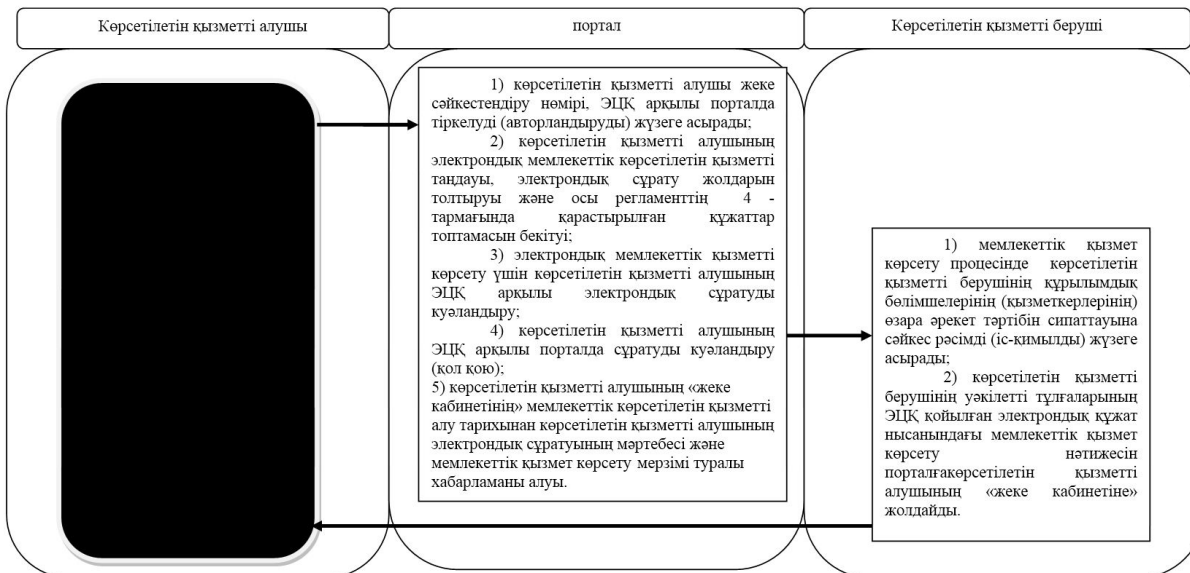 Көрсетілетін қызметті алушы
портал
Көрсетілетін қызметті беруші
1) көрсетілетін қызметті алушы жеке
сәйкестендіру нөмірі, ЭЦҚ арқылы порталда
тіркелуді (авторландыруды) жүзеге асырады;
2) көрсетілетін қызметті алушының
электрондық мемлекеттік көрсетілетін қызметті
таңдауы, электрондық сұрату жолдарын
толтыруы және осы регламенттің 4 -
тармағында қарастырылған құжаттар
топтамасын бекітуі;
3) электрондық мемлекеттік қызметті
көрсету үшін көрсетілетін қызметті алушының
ЭЦҚ арқылы электрондық сұратуды
куәландыру;
4) көрсетілетін қызметті алушының
ЭЦҚ арқылы порталда сұратуды куәландыру
(қол қою);
5) көрсетілетін қызметті алушының «жеке
кабинетінің» мемлекеттік көрсетілетін қызметті
алу тарихынан көрсетілетін қызметті алушының
электрондық сұратуының мәртебесі және
мемлекеттік қызмет көрсету мерзімі туралы
хабарламаны алуы.
1) мемлекеттік қызмет
көрсету процесінде көрсетілетін
қызметті берушінің құрылымдық
бөлімшелерінің (қызметкерлерінің)
өзара әрекет тәртібін сипаттауына
сәйкес рәсімді (іс-қимылды) жүзеге
асырады;
2) көрсетілетін қызметті
берушінің уәкілетті тұлғаларының
ЭЦҚ қойылған электрондық құжат
нысанындағы мемлекеттік қызмет
көрсету нәтижесін
порталғакөрсетілетін қызметті
алушының «жеке кабинетіне»
жолдайды.